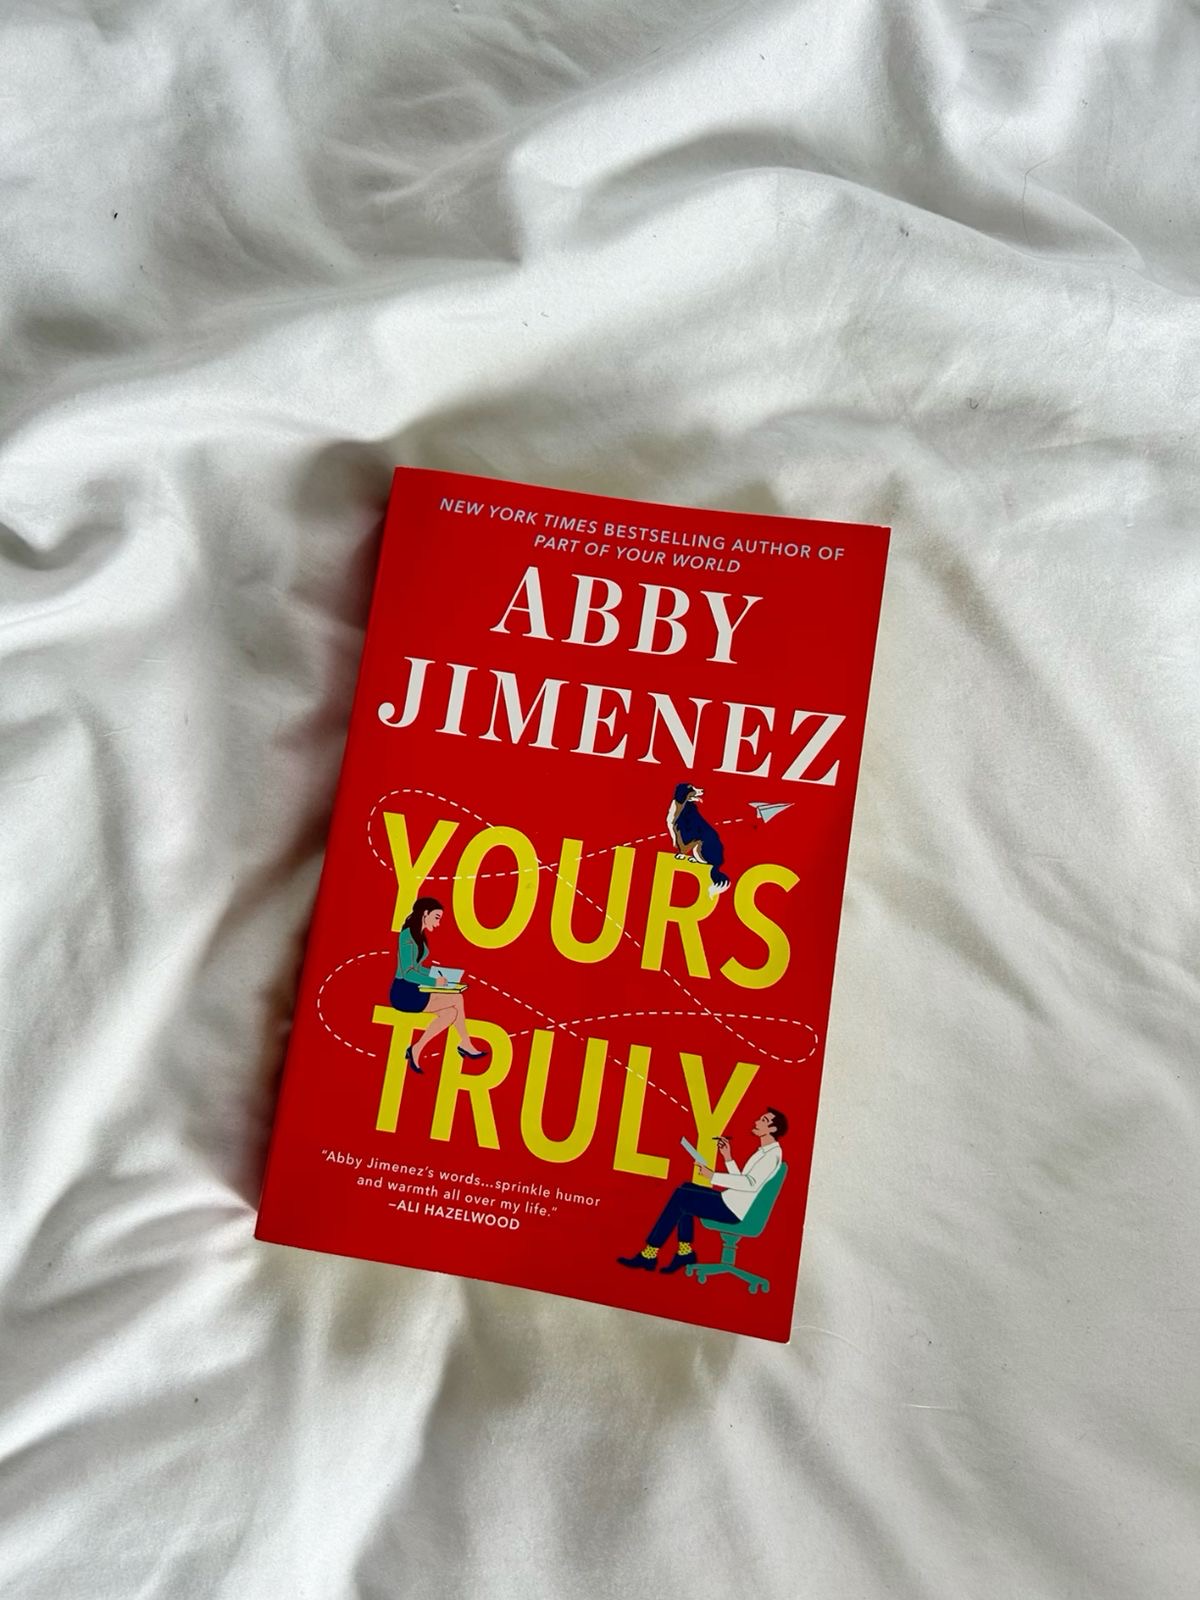 NEW YORK TIMES BESTSELLING AUTHOR OF
PART OF YOUR WORLD
ABBY
JIMENEZ
YOURS
TRULY
"Abby Jimenez's words...sprinkle humor
and warmth all over my life."
–ALI HAZELWOOD